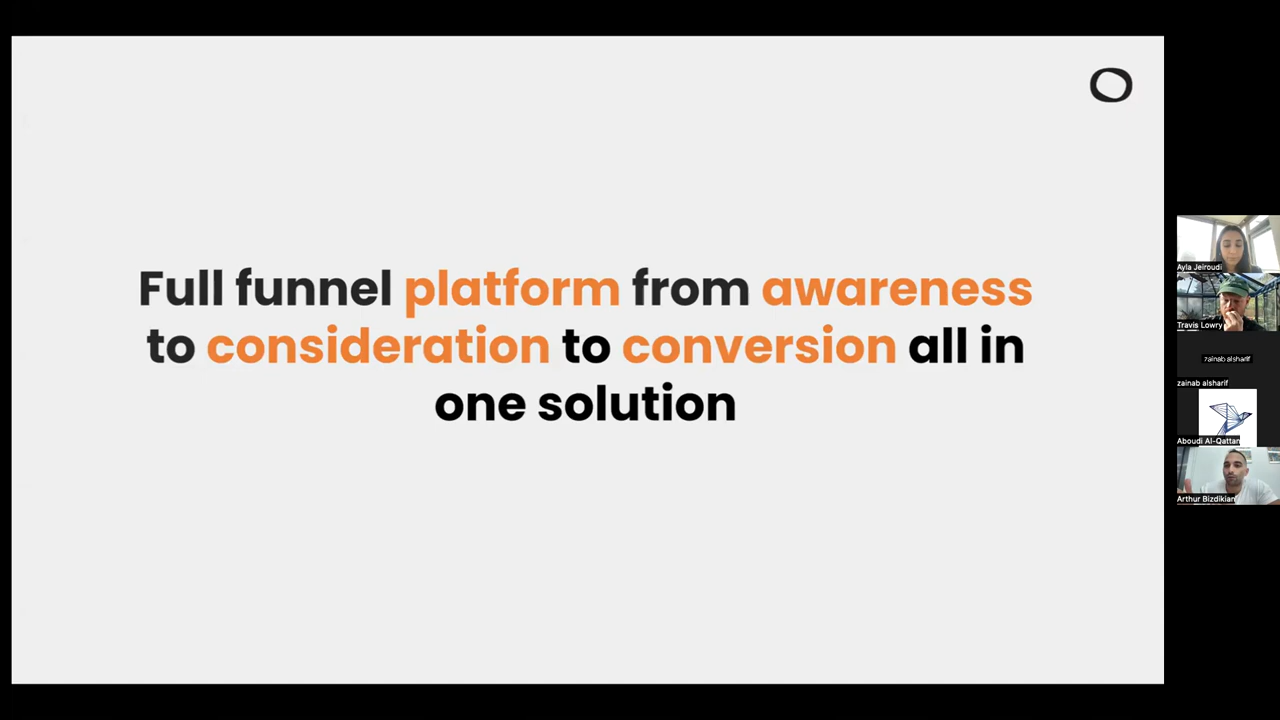 Full funnel platform from awareness
to consideration to conversion all in
one solution
Ayla Jeiroudi
Travis Lowry
zainab alsharif
zainab alsharif
Aboudi Al-Qattan
Arthur Bizdikian